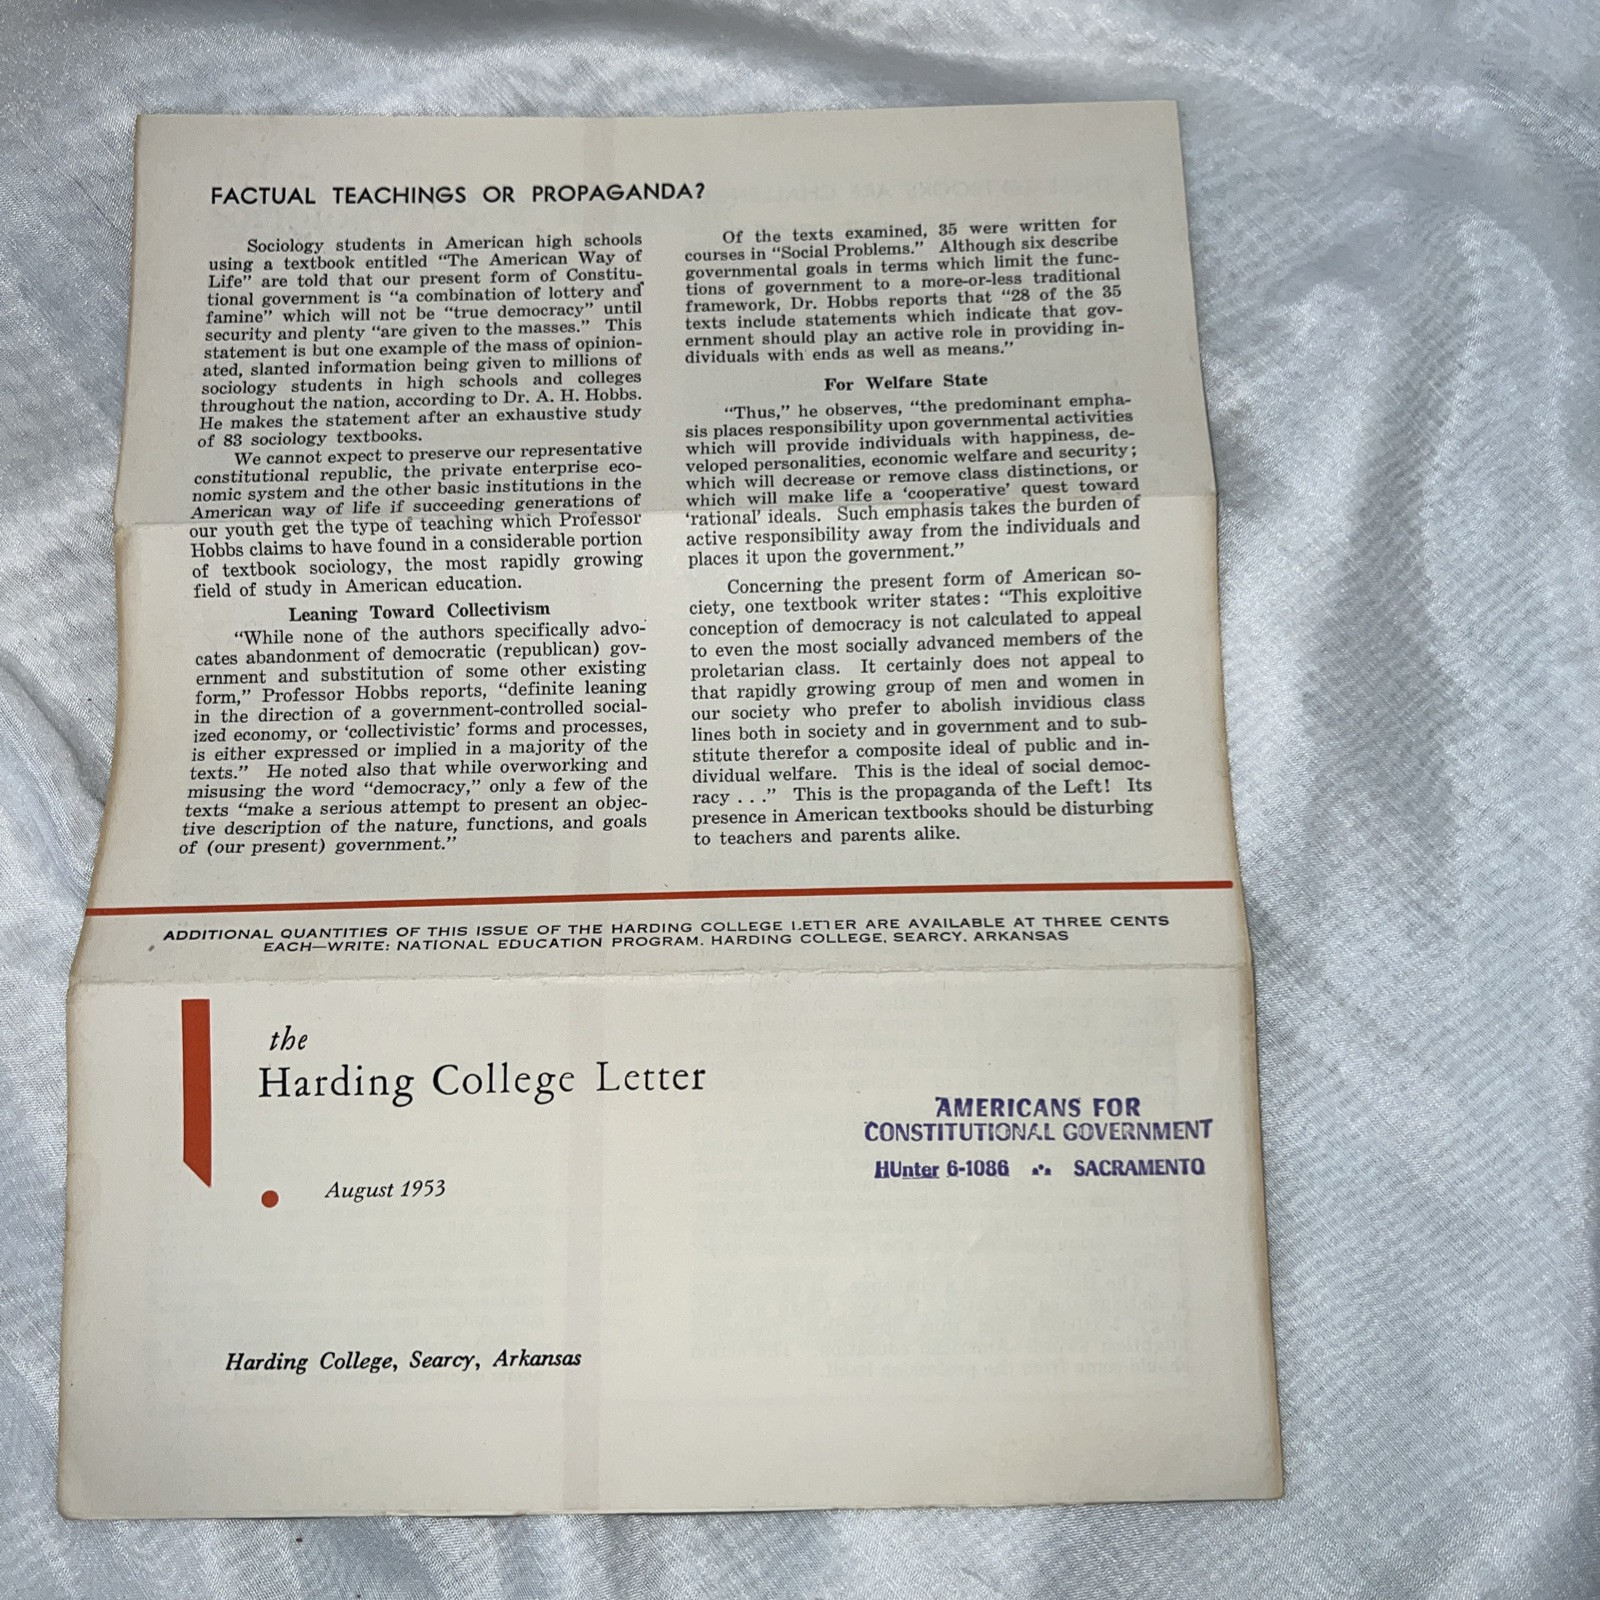 FACTUAL TEACHINGS OR PROPAGANDA?
Sociology students in American high schools
using a textbook entitled “The American Way of
Life” are told that our present form of Constitu-
tional government is “a combination of lottery and
famine” which will not be “true democracy” until
security and plenty “are given to the masses.” This
statement is but one example of the mass of opinion-
ated, slanted information being given to millions of
sociology students in high schools and colleges
throughout the nation, according to Dr. A. H. Hobbs.
He makes the statement after an exhaustive study
of 83 sociology textbooks.
We cannot expect to preserve our representative
constitutional republic, the private enterprise eco-
nomic system and the other basic institutions in the
American way of life if succeeding generations of
our youth get the type of teaching which Professor
Hobbs claims to have found in a considerable portion
of textbook sociology, the most rapidly growing
field of study in American education.
Leaning Toward Collectivism
“While none of the authors specifically advo-
cates abandonment of democratic (republican) gov-
ernment and substitution of some other existing
form,” Professor Hobbs reports, “definite leaning
in the direction of a government-controlled social-
ized economy, or ‘collectivistic’ forms and processes,
is either expressed or implied in a majority of the
texts.” He noted also that while overworking and
misusing the word “democracy,” only a few of the
texts “make a serious attempt to present an objec-
tive description of the nature, functions, and goals
of (our present) government.”
Of the texts examined, 35 were written for
courses in “Social Problems.” Although six describe
governmental goals in terms which limit the func-
tions of government to a more-or-less traditional
framework, Dr. Hobbs reports that “28 of the 35
texts include statements which indicate that gov-
ernment should play an active role in providing in-
dividuals with ends as well as means.”
For Welfare State
“Thus,” he observes, “the predominant empha-
sis places responsibility upon governmental activities
which will provide individuals with happiness, de-
veloped personalities, economic welfare and security;
which will decrease or remove class distinctions, or
which will make life a ‘cooperative’ quest toward
‘rational’ ideals. Such emphasis takes the burden of
active responsibility away from the individuals and
places it upon the government.”
Concerning the present form of American so-
ciety, one textbook writer states: “This exploitive
conception of democracy is not calculated to appeal
to even the most socially advanced members of the
proletarian class. It certainly does not appeal to
that rapidly growing group of men and women in
our society who prefer to abolish invidious class
lines both in society and in government and to sub-
stitute therefor a composite ideal of public and in-
dividual welfare. This is the ideal of social democ-
racy . . .” This is the propaganda of the Left! Its
presence in American textbooks should be disturbing
to teachers and parents alike.
ADDITIONAL QUANTITIES OF THIS ISSUE OF THE HARDING COLLEGE LETTER ARE AVAILABLE AT THREE CENTS
EACH—WRITE: NATIONAL EDUCATION PROGRAM, HARDING COLLEGE, SEARCY, ARKANSAS
the
Harding College Letter
August 1953
AMERICANS FOR
CONSTITUTIONAL GOVERNMENT
HUnter 6-1086 SACRAMENTO
Harding College, Searcy, Arkansas